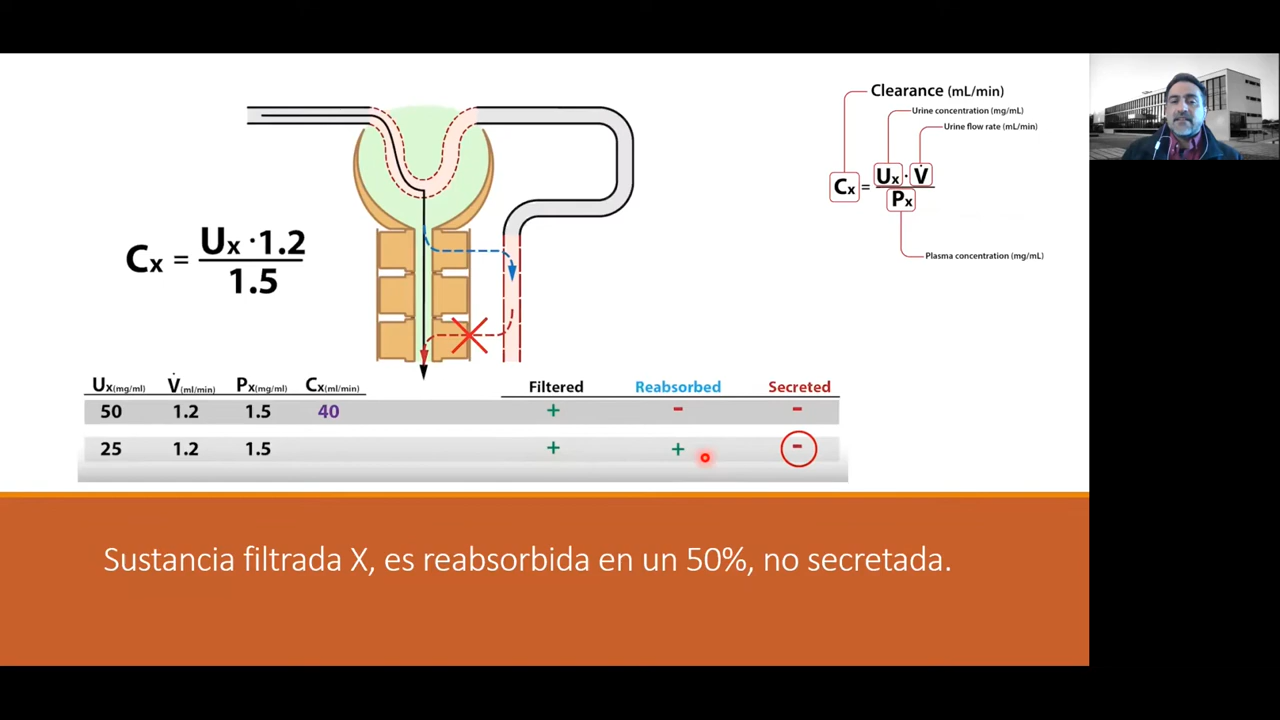 Clearance (mL/min)
Urine concentration (mg/mL)
Urine flow rate (mL/min)
Cx = Ux · V̇ / Px
Plasma concentration (mg/mL)
Cx = Ux · 1.2 / 1.5
Ux(mg/ml) V̇(ml/min) Px(mg/ml) Cx(ml/min) Filtered Reabsorbed Secreted
50 1.2 1.5 40 + - -
25 1.2 1.5 + + -
Sustancia filtrada X, es reabsorbida en un 50%, no secretada.